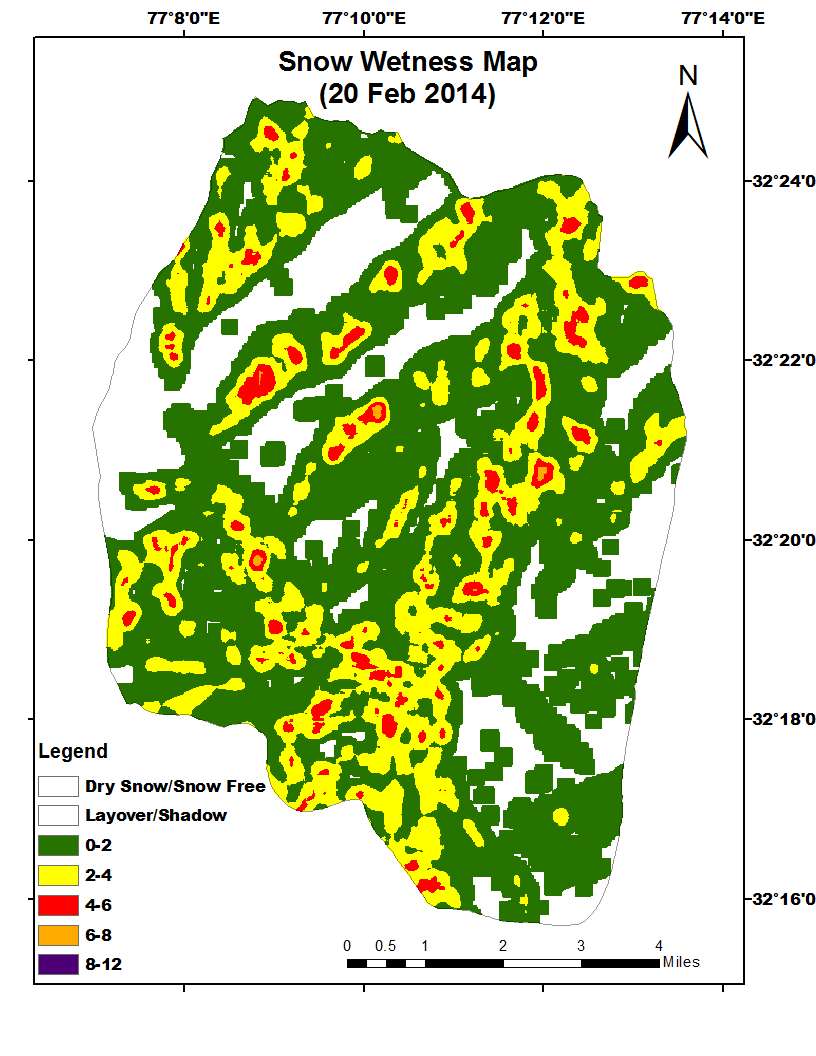 77°8'0"E 77°10'0"E 77°12'0"E 77°14'0"E
Snow Wetness Map
(20 Feb 2014)
N
32°24'0
32°22'0
32°20'0
32°18'0
32°16'0
Legend
Dry Snow/Snow Free
Layover/Shadow
0-2
2-4
4-6
6-8
8-12
0 0.5 1 2 3 4
Miles